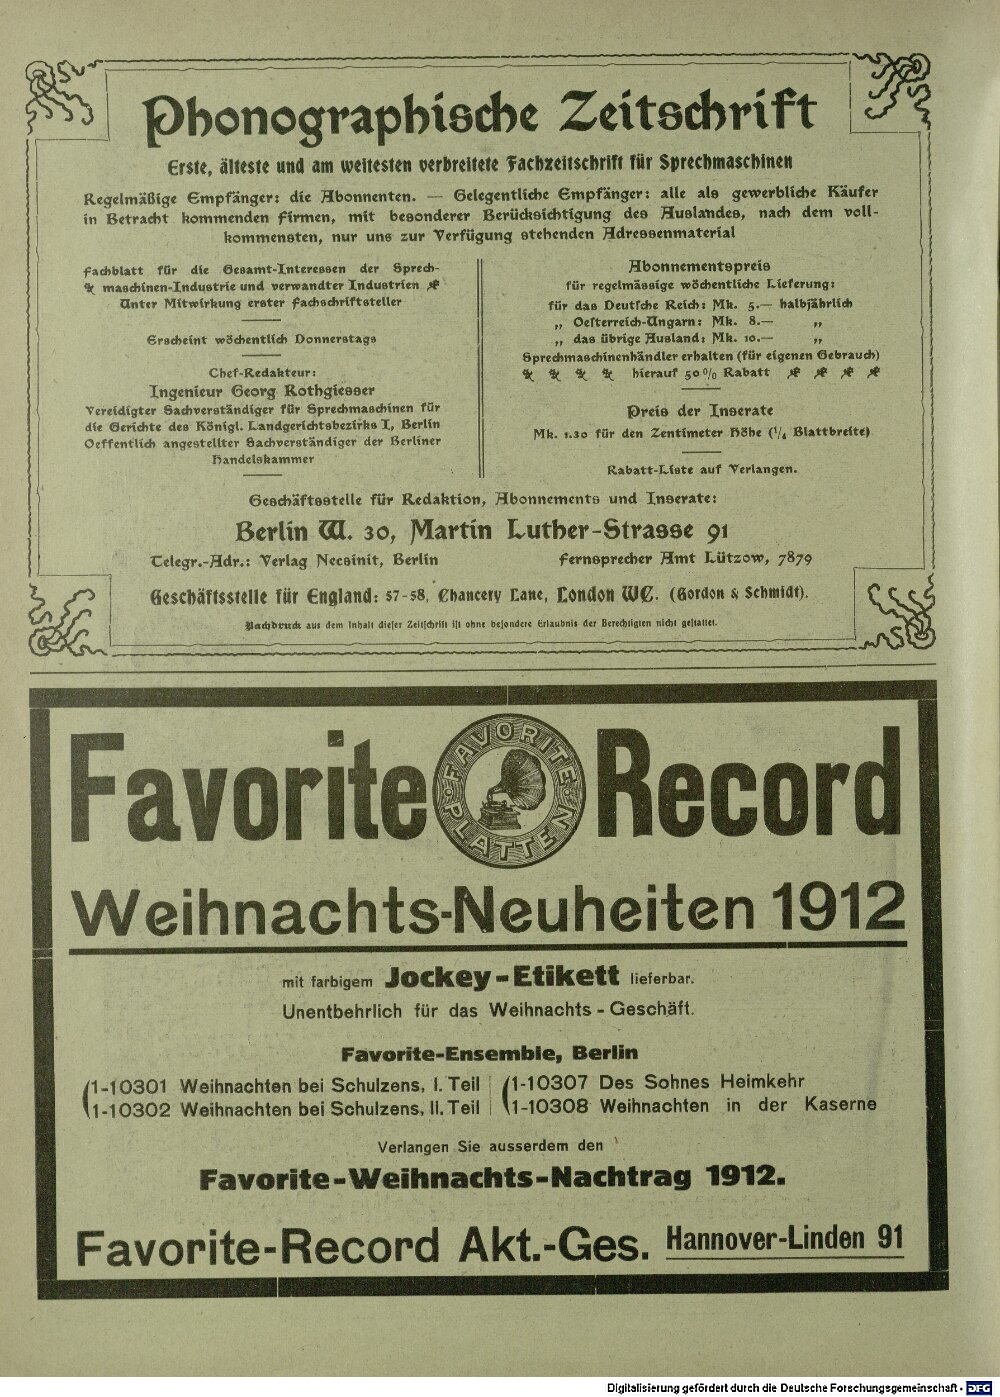 Phonographische Zeitschrift
Erste, älteste und am weitesten verbreitete Fachzeitschrift für Sprechmaschinen
Regelmäßige Empfänger: die Abonnenten. — Gelegentliche Empfänger: alle als gewerbliche Käufer
in Betracht kommenden Firmen, mit besonderer Berücksichtigung des Auslandes, nach dem voll-
kommensten, nur uns zur Verfügung stehenden Adressenmaterial
Fachblatt für die Gesamt-Interessen der Sprech-
maschinen-Industrie und verwandter Industrien
Unter Mitwirkung erster Fachschriftsteller
Erscheint wöchentlich Donnerstags
Chef-Redakteur:
Ingenieur Georg Rothgiesser
Vereidigter Sachverständiger für Sprechmaschinen für
die Gerichte des Königl. Landgerichtsbezirks I, Berlin
Oeffentlich angestellter Sachverständiger der Berliner
Handelskammer
Abonnementspreis
für regelmässige wöchentliche Lieferung:
für das Deutsche Reich: Mk. 5.— halbjährlich
„ Oesterreich-Ungarn: Mk. 8.— „
„ das übrige Ausland: Mk. 10.— „
Sprechmaschinenhändler erhalten (für eigenen Gebrauch)
hierauf 50% Rabatt
Preis der Inserate
Mk. 1.30 für den Zentimeter Höhe (¼ Blattbreite)
Rabatt-Liste auf Verlangen.
Geschäftsstelle für Redaktion, Abonnements und Inserate:
Berlin W. 30, Martin Luther-Strasse 91
Telegr.-Adr.: Verlag Necsinit, Berlin
Fernsprecher Amt Lützow, 7879
Geschäftsstelle für England: 57-58, Chancery Lane, London WC. (Gordon & Schmidt).
Nachdruck aus dem Inhalt dieser Zeitschrift ist ohne besondere Erlaubnis der Berechtigten nicht gestattet.
Favorite
FAVORITE PLATTEN
Record
Weihnachts-Neuheiten 1912
mit farbigem Jockey-Etikett lieferbar.
Unentbehrlich für das Weihnachts-Geschäft.
Favorite-Ensemble, Berlin
1-10301 Weihnachten bei Schulzens, I. Teil
1-10302 Weihnachten bei Schulzens, II. Teil
1-10307 Des Sohnes Heimkehr
1-10308 Weihnachten in der Kaserne
Verlangen Sie ausserdem den
Favorite-Weihnachts-Nachtrag 1912.
Favorite-Record Akt.-Ges. Hannover-Linden 91
Digitalisierung gefördert durch die Deutsche Forschungsgemeinschaft - DFG